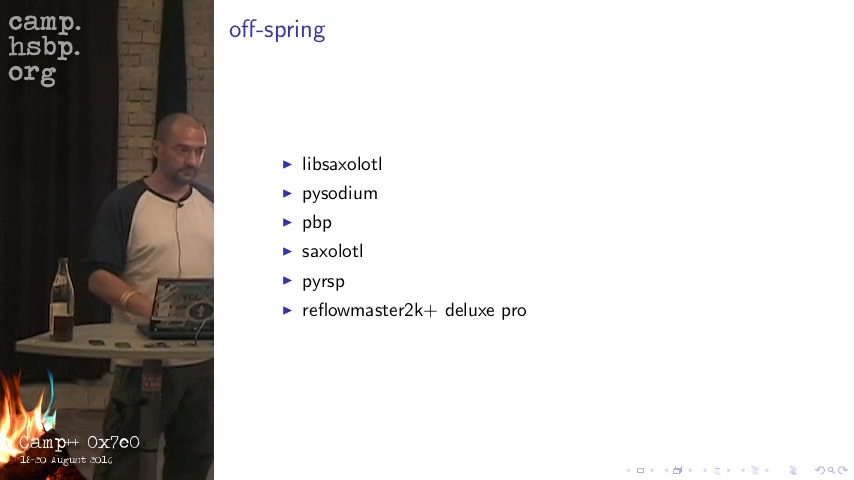 camp.
hsbp.
org
off-spring
libsaxolotl
pysodium
pbp
saxolotl
pyrsp
reflowmaster2k+ deluxe pro
Camp++ 0x7e0
18-20 August 2016